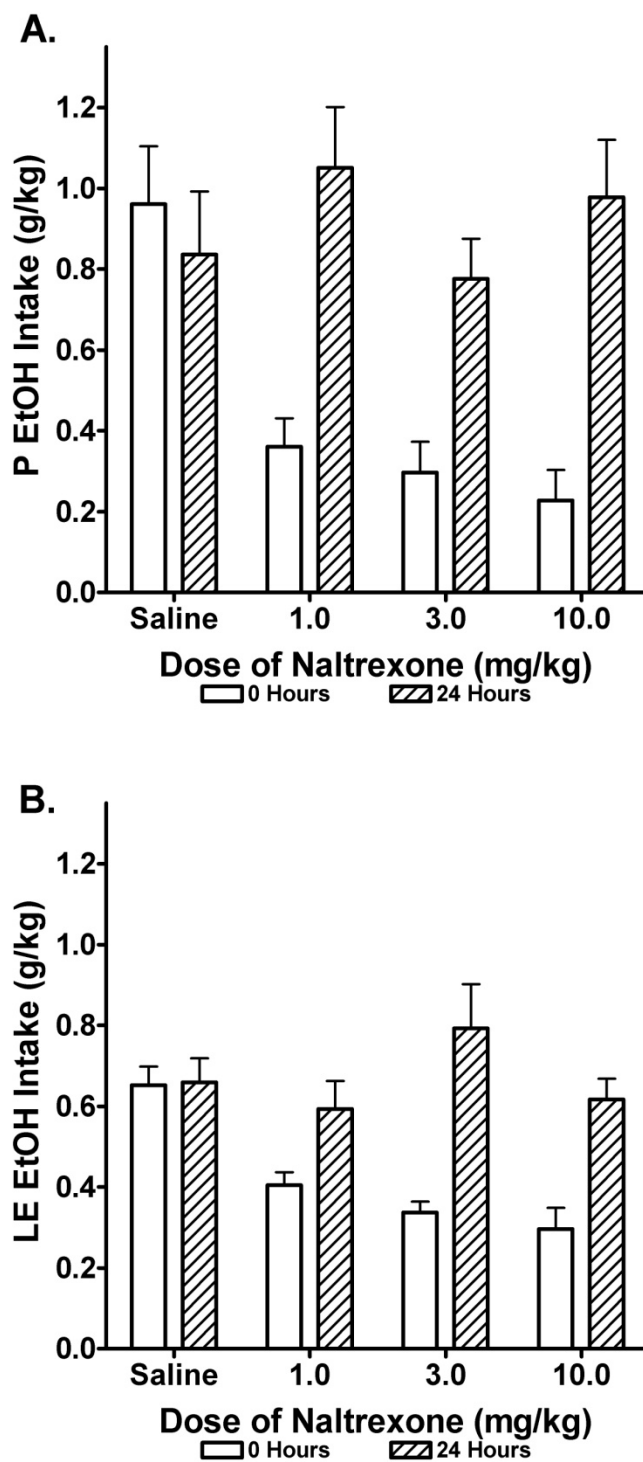 A.
P EtOH Intake (g/kg)
1.2
1.0
0.8
0.6
0.4
0.2
0.0
Saline 1.0 3.0 10.0
Dose of Naltrexone (mg/kg)
0 Hours 24 Hours
B.
LE EtOH Intake (g/kg)
1.2
1.0
0.8
0.6
0.4
0.2
0.0
Saline 1.0 3.0 10.0
Dose of Naltrexone (mg/kg)
0 Hours 24 Hours